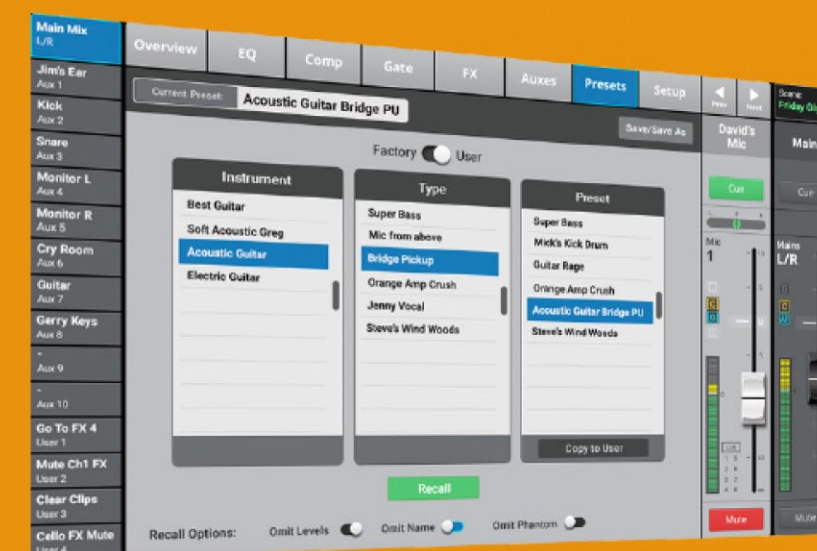 Main Mix
L/R
Jim's Ear
Aux 1
Kick
Aux 2
Snare
Aux 3
Monitor L
Aux 4
Monitor R
Aux 5
Cry Room
Aux 6
Guitar
Aux 7
Gerry Keys
Aux 8
-
Aux 9
-
Aux 10
Go To FX 4
User 1
Mute Ch1 FX
User 2
Clear Clips
User 3
Cello FX Mute
User 4
Overview EQ Comp Gate FX Auxes Presets Setup
Current Preset: Acoustic Guitar Bridge PU
Save/Save As
Factory User
Instrument
Best Guitar
Soft Acoustic Greg
Acoustic Guitar
Electric Guitar
Type
Super Bass
Mic from above
Bridge Pickup
Orange Amp Crush
Jenny Vocal
Steve's Wind Woods
Preset
Super Bass
Mick's Kick Drum
Guitar Rage
Orange Amp Crush
Acoustic Guitar Bridge PU
Steve's Wind Woods
Copy to User
Recall
Recall Options: Omit Levels Omit Name Omit Phantom
Prev Next
David's
Mic
Cue
Mic
1
Mute
Scene:
Friday
Main
Cue
Mains
L/R
Mute